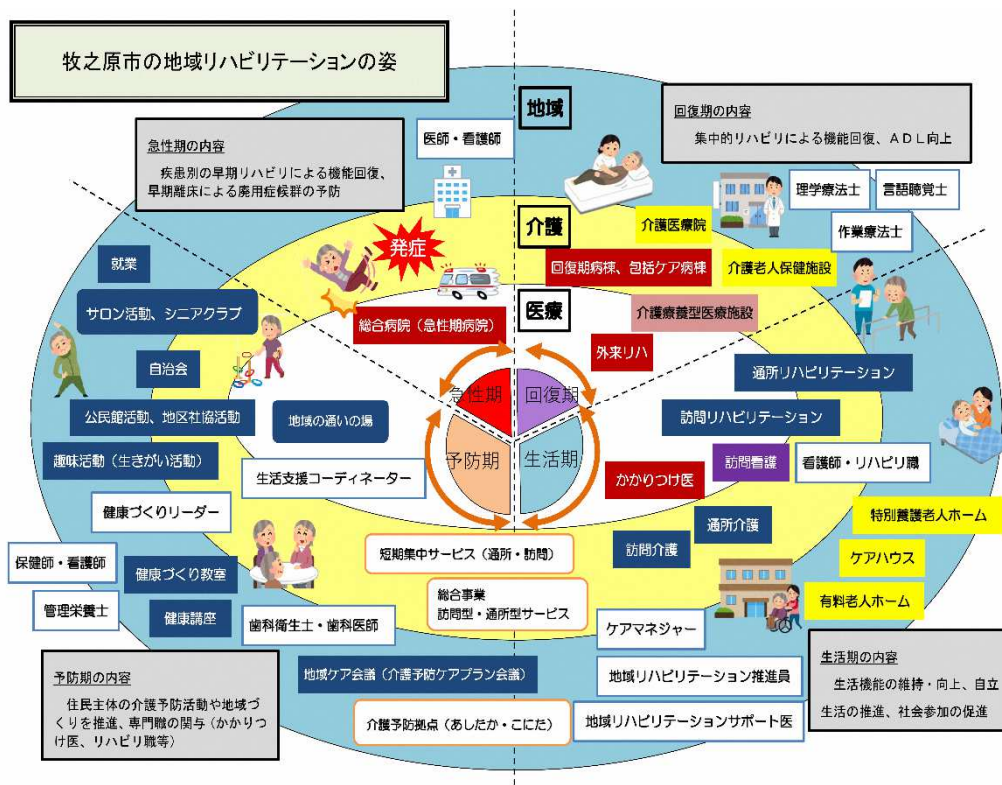 牧之原市の地域リハビリテーションの姿
地域
回復期の内容
集中的リハビリによる機能回復、ADL向上
急性期の内容
疾患別の早期リハビリによる機能回復、
早期離床による廃用症候群の予防
医師・看護師
理学療法士
言語聴覚士
作業療法士
介護
介護医療院
発症
回復期病棟、包括ケア病棟
介護老人保健施設
就業
サロン活動、シニアクラブ
医療
介護療養型医療施設
総合病院（急性期病院）
外来リハ
自治会
通所リハビリテーション
急性期
回復期
公民館活動、地区社協活動
地域の通いの場
訪問リハビリテーション
趣味活動（生きがい活動）
生活支援コーディネーター
予防期
生活期
訪問看護
看護師・リハビリ職
かかりつけ医
健康づくりリーダー
特別養護老人ホーム
通所介護
訪問介護
ケアハウス
短期集中サービス（通所・訪問）
保健師・看護師
健康づくり教室
有料老人ホーム
管理栄養士
健康講座
歯科衛生士・歯科医師
総合事業
訪問型・通所型サービス
ケアマネジャー
地域ケア会議（介護予防ケアプラン会議）
地域リハビリテーション推進員
介護予防拠点（あしたか・こにた）
地域リハビリテーションサポート医
予防期の内容
住民主体の介護予防活動や地域づ
くりを推進、専門職の関与（かかりつ
け医、リハビリ職等）
生活期の内容
生活機能の維持・向上、自立
生活の推進、社会参加の促進